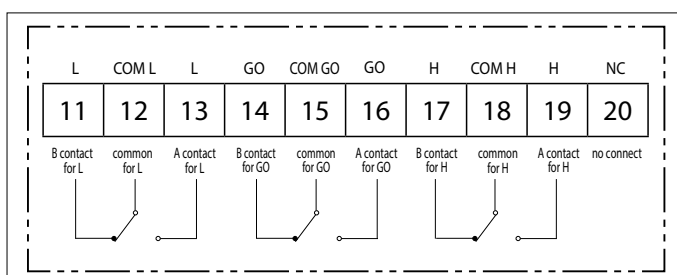 L COM L L GO COM GO GO H COM H H NC
11 12 13 14 15 16 17 18 19 20
B contact common A contact B contact common A contact B contact common A contact no connect
for L for L for L for GO for GO for GO for H for H for H